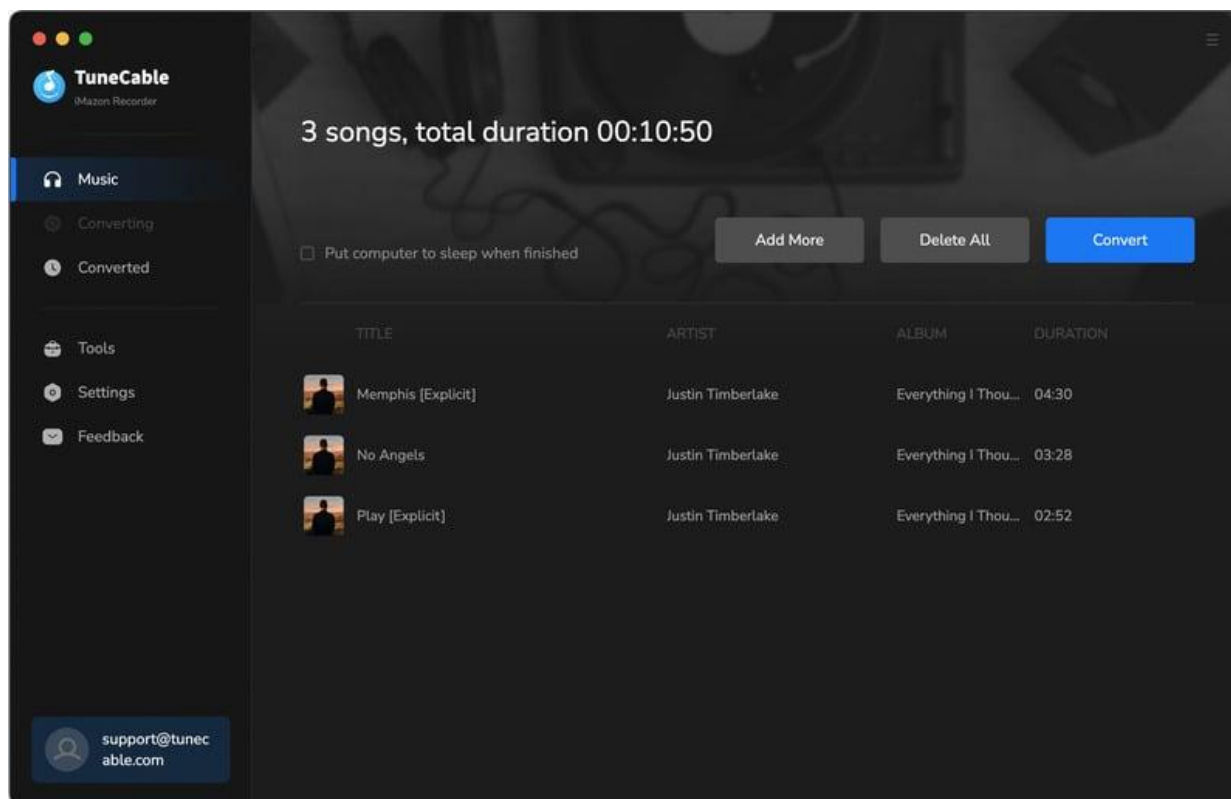 TuneCable
iMazon Recorder
Music
Converting
Converted
Tools
Settings
Feedback
support@tunec
able.com
3 songs, total duration 00:10:50
Put computer to sleep when finished
Add More
Delete All
Convert
TITLE ARTIST ALBUM DURATION
Memphis [Explicit] Justin Timberlake Everything I Thou... 04:30
No Angels Justin Timberlake Everything I Thou... 03:28
Play [Explicit] Justin Timberlake Everything I Thou... 02:52